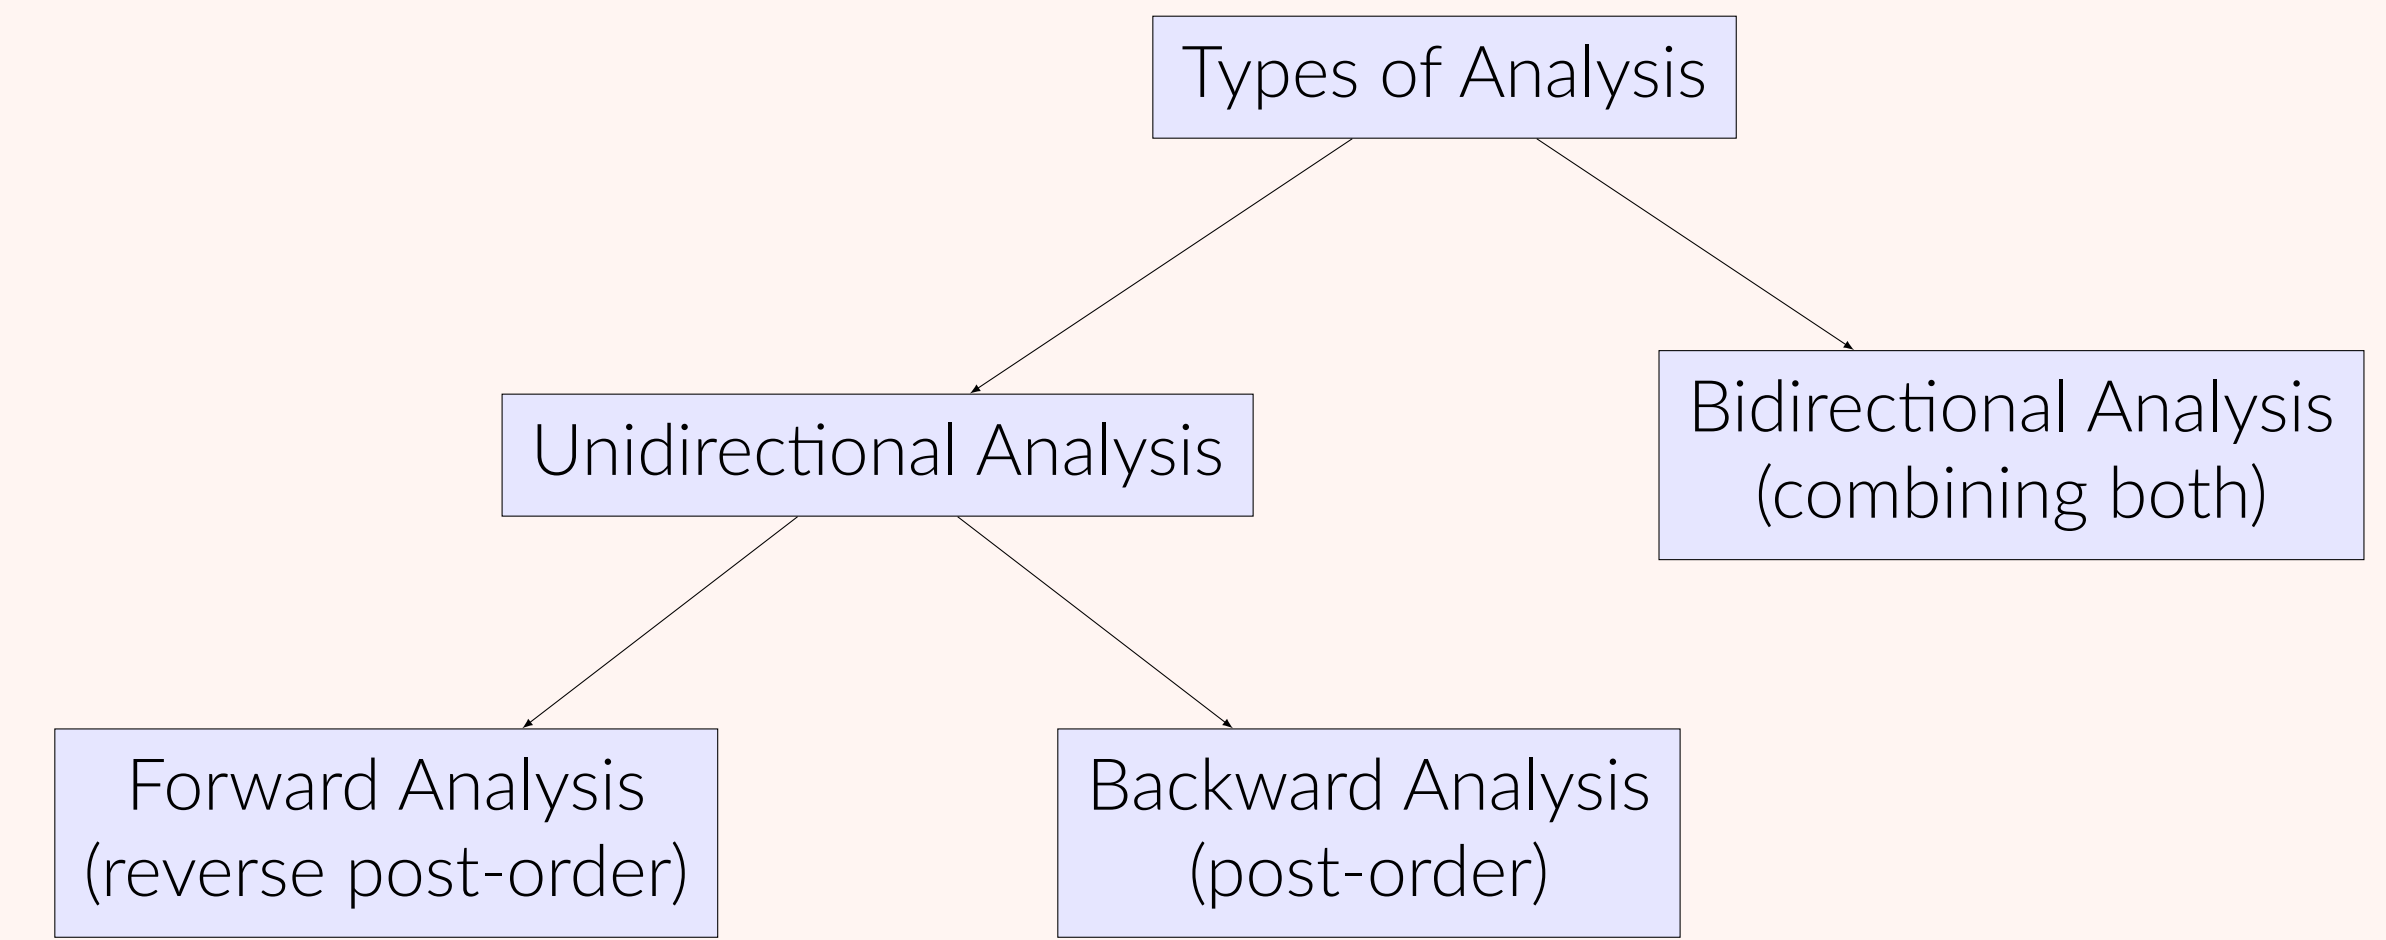 Types of Analysis
Unidirectional Analysis
Bidirectional Analysis
(combining both)
Forward Analysis
(reverse post-order)
Backward Analysis
(post-order)